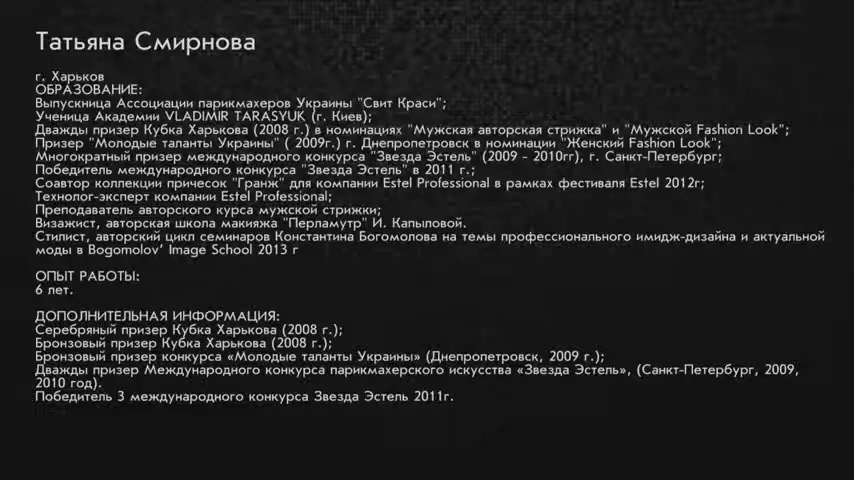 Татьяна Смирнова
г. Харьков
ОБРАЗОВАНИЕ:
Выпускница Ассоциации парикмахеров Украины "Свит Краси";
Ученица Академии VLADIMIR TARASYUK (г. Киев);
Дважды призер Кубка Харькова (2008 г.) в номинациях "Мужская авторская стрижка" и "Мужской Fashion Look";
Призер "Молодые таланты Украины" ( 2009г.) г. Днепропетровск в номинации "Женский Fashion Look";
Многократный призер международного конкурса "Звезда Эстель" (2009 - 2010гг), г. Санкт-Петербург;
Победитель международного конкурса "Звезда Эстель" в 2011 г.;
Соавтор коллекции причесок "Гранж" для компании Estel Professional в рамках фестиваля Estel 2012г;
Технолог-эксперт компании Estel Professional;
Преподаватель авторского курса мужской стрижки;
Визажист, авторская школа макияжа "Перламутр" И. Капыловой.
Стилист, авторский цикл семинаров Константина Богомолова на темы профессионального имидж-дизайна и актуальной
моды в Bogomolov' Image School 2013 г
ОПЫТ РАБОТЫ:
6 лет.
ДОПОЛНИТЕЛЬНАЯ ИНФОРМАЦИЯ:
Серебряный призер Кубка Харькова (2008 г.);
Бронзовый призер Кубка Харькова (2008 г.);
Бронзовый призер конкурса «Молодые таланты Украины» (Днепропетровск, 2009 г.);
Дважды призер Международного конкурса парикмахерского искусства «Звезда Эстель», (Санкт-Петербург, 2009,
2010 год).
Победитель 3 международного конкурса Звезда Эстель 2011г.